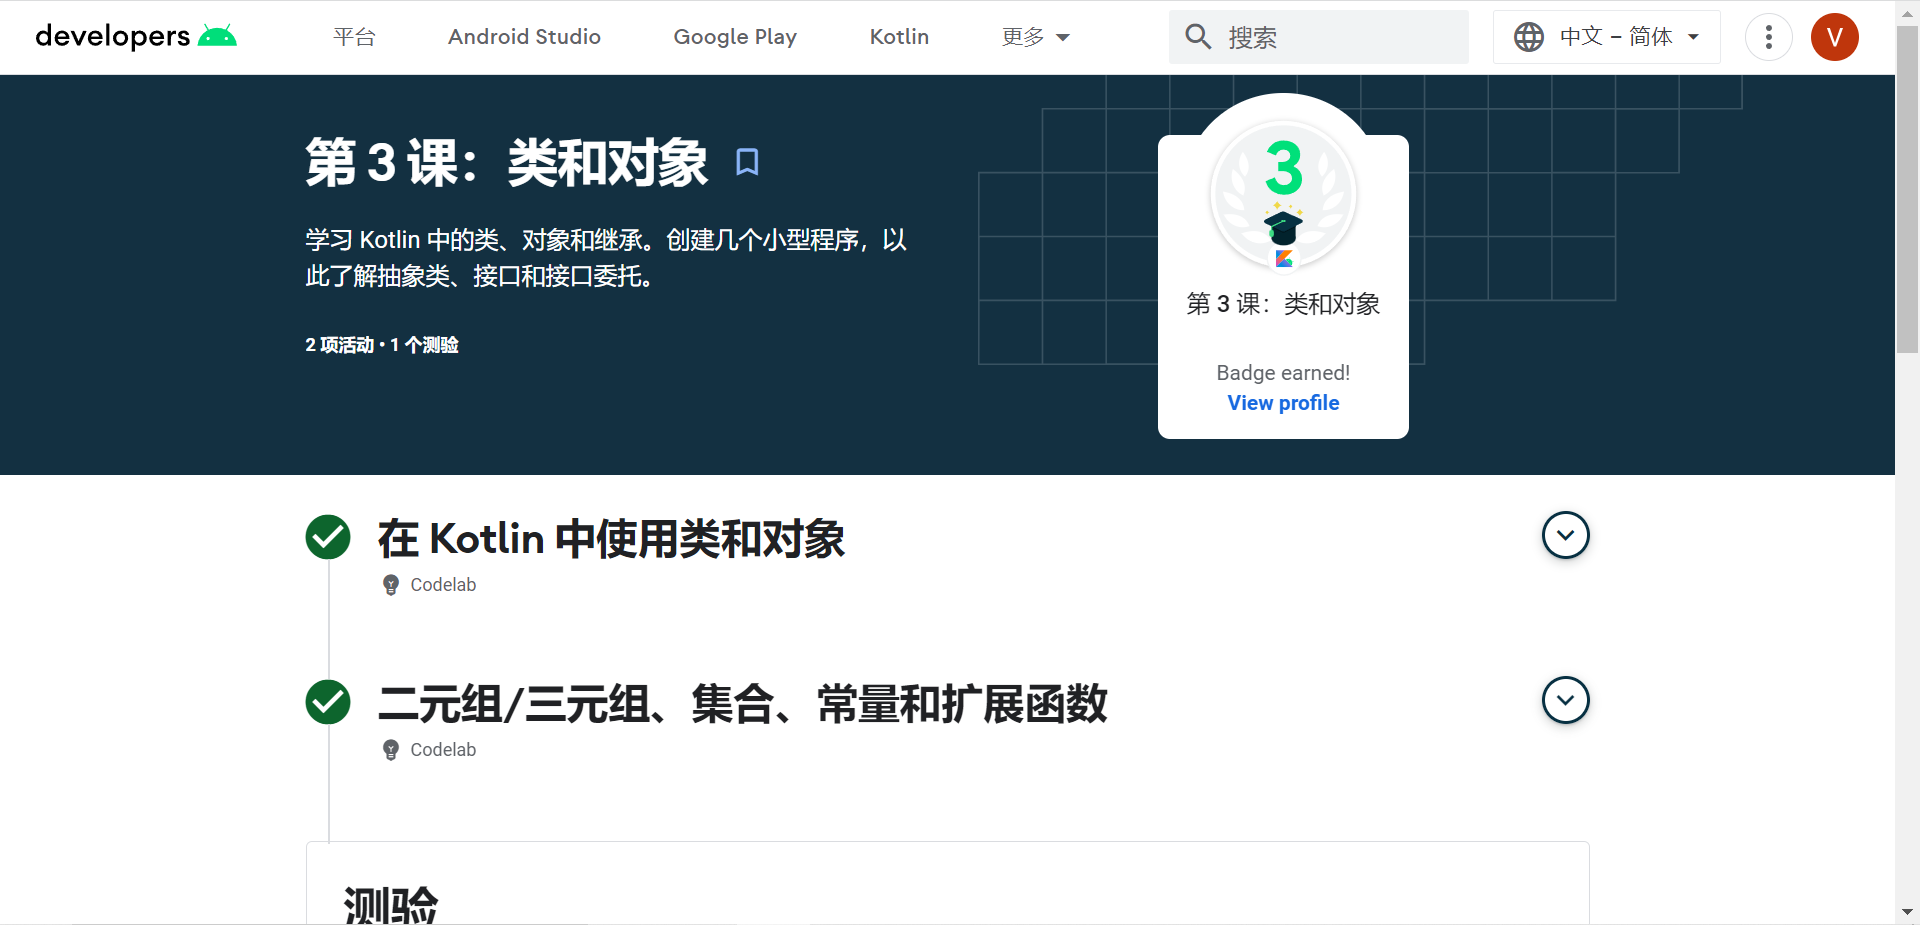 developers
平台
Android Studio
Google Play
Kotlin
更多
搜索
中文 – 简体
V
第 3 课：类和对象
学习 Kotlin 中的类、对象和继承。创建几个小型程序，以
此了解抽象类、接口和接口委托。
2 项活动 • 1 个测验
3
第 3 课：类和对象
Badge earned!
View profile
在 Kotlin 中使用类和对象
Codelab
二元组/三元组、集合、常量和扩展函数
Codelab
测验